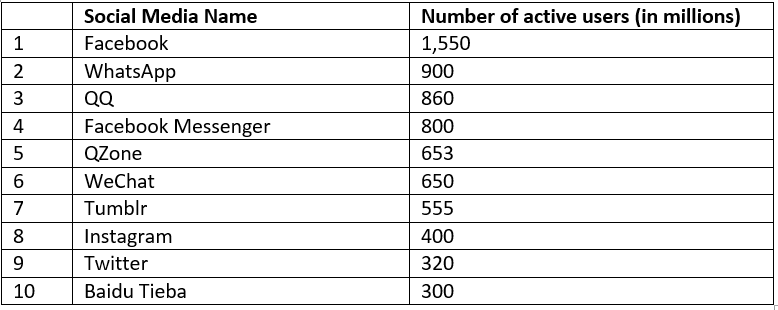 Social Media Name Number of active users (in millions)
1 Facebook 1,550
2 WhatsApp 900
3 QQ 860
4 Facebook Messenger 800
5 QZone 653
6 WeChat 650
7 Tumblr 555
8 Instagram 400
9 Twitter 320
10 Baidu Tieba 300